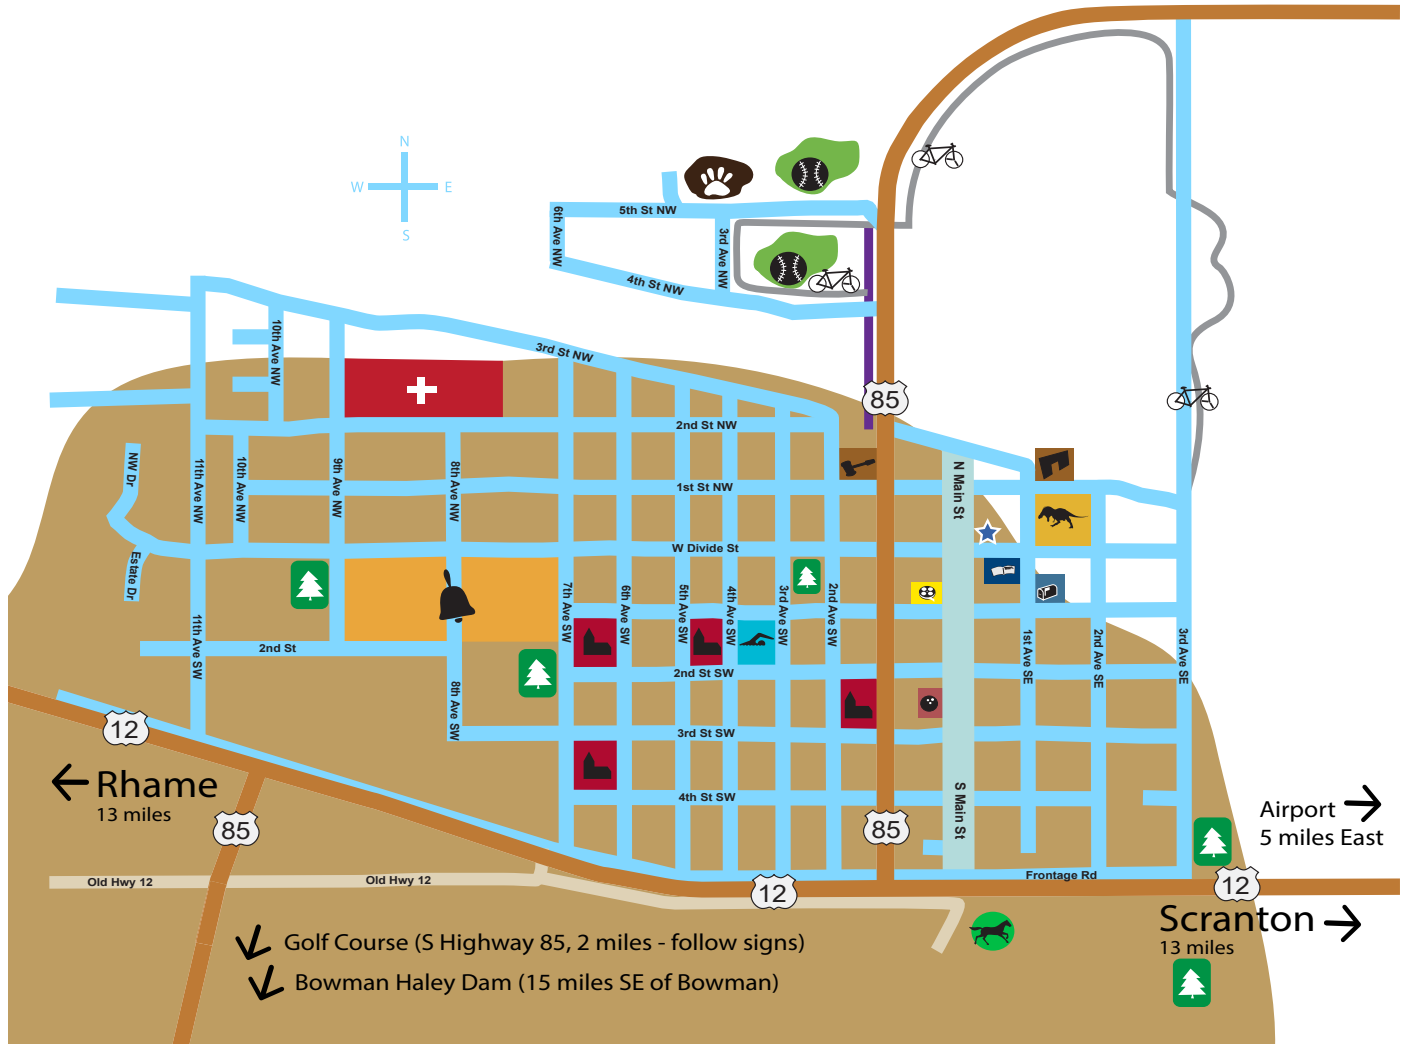 N
W
E
S
5th St NW
6th Ave NW
3rd Ave NW
4th St NW
3rd St NW
10th Ave NW
85
2nd St NW
NW Dr
11th Ave NW
10th Ave NW
9th Ave NW
8th Ave NW
1st St NW
N Main St
W Divide St
Estate Dr
7th Ave SW
6th Ave SW
5th Ave SW
4th Ave SW
3rd Ave SW
2nd Ave SW
11th Ave SW
2nd St
1st Ave SE
2nd Ave SE
3rd Ave SE
2nd St SW
8th Ave SW
12
3rd St SW
Rhame
13 miles
4th St SW
S Main St
85
85
Airport
5 miles East
Old Hwy 12
Old Hwy 12
12
Frontage Rd
12
Scranton
13 miles
Golf Course (S Highway 85, 2 miles - follow signs)
Bowman Haley Dam (15 miles SE of Bowman)